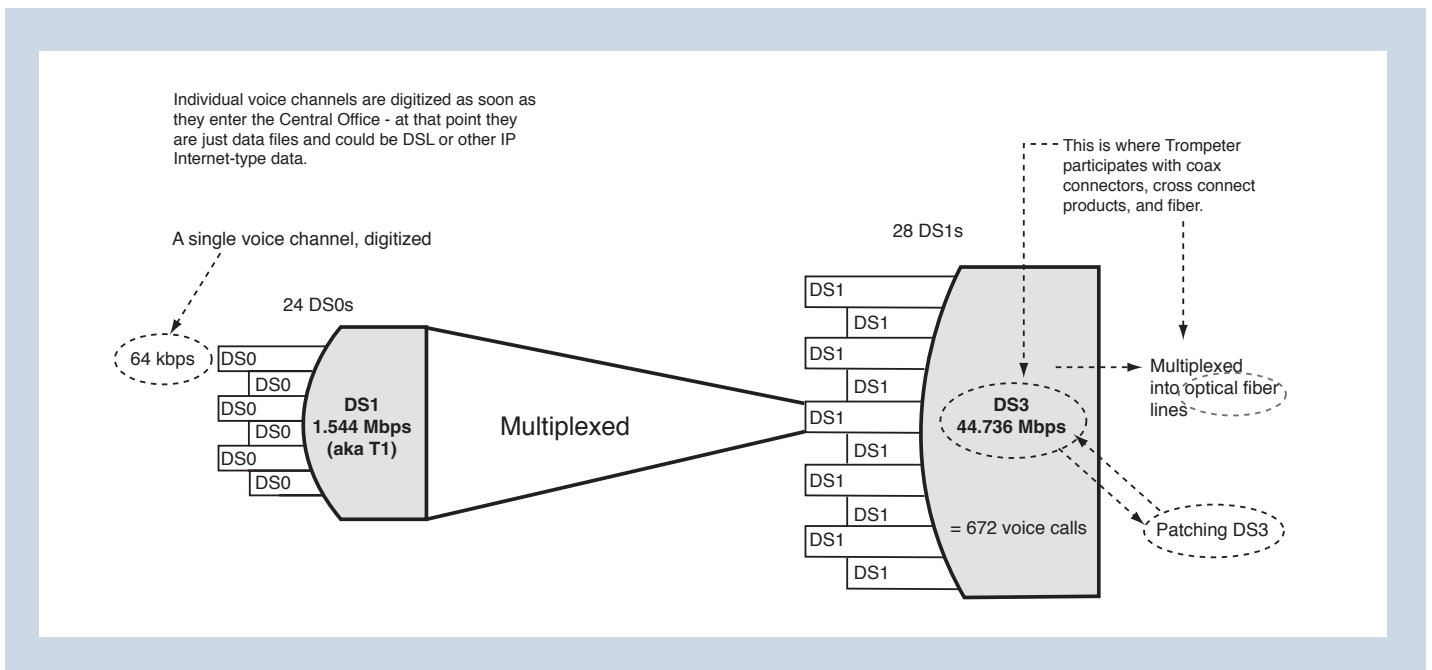 Individual voice channels are digitized as soon as
they enter the Central Office - at that point they
are just data files and could be DSL or other IP
Internet-type data.
This is where Trompeter
participates with coax
connectors, cross connect
products, and fiber.
A single voice channel, digitized
28 DS1s
24 DS0s
64 kbps
DS0
DS0
DS0
DS0
DS0
DS0
DS1
1.544 Mbps
(aka T1)
Multiplexed
DS1
DS1
DS1
DS1
DS1
DS1
DS1
DS1
DS1
DS1
DS3
44.736 Mbps
= 672 voice calls
Multiplexed
into optical fiber
lines
Patching DS3